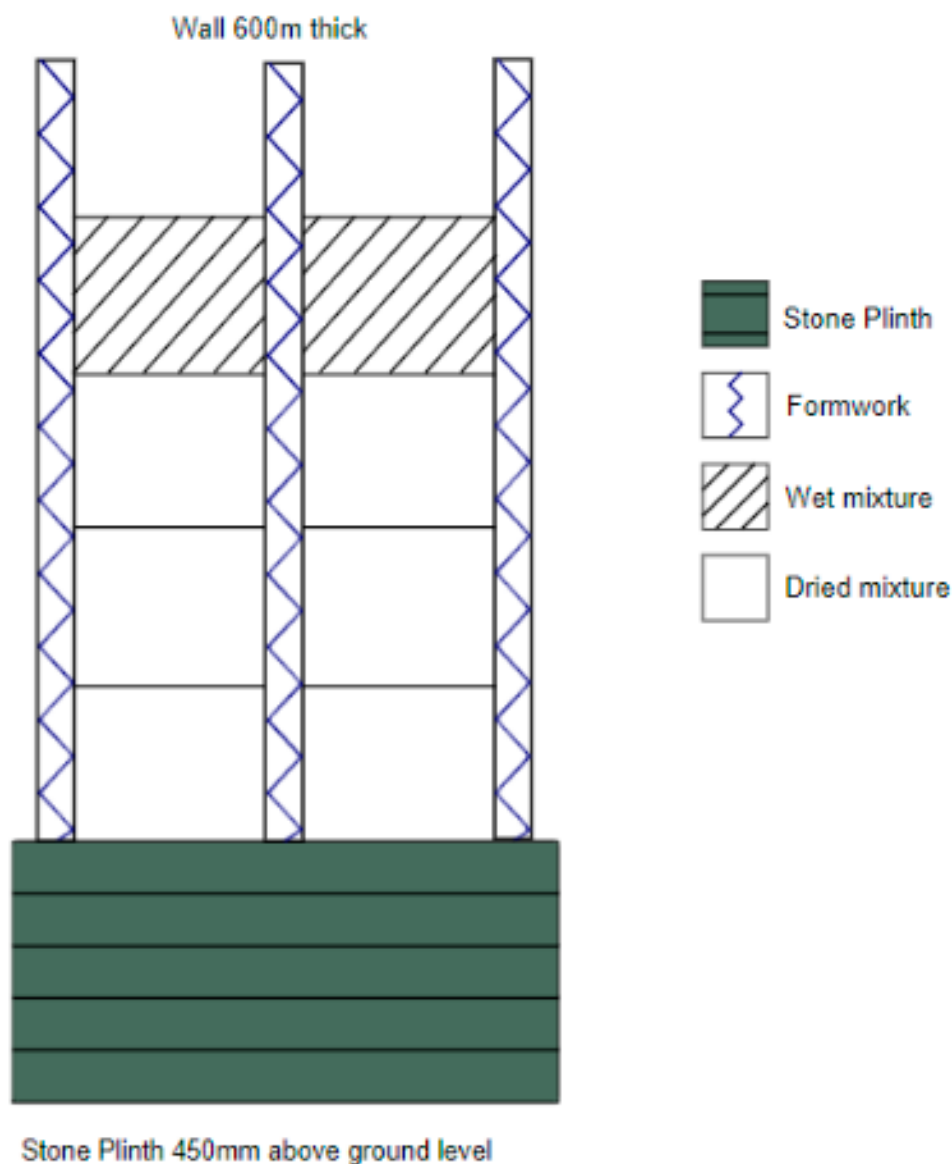 Wall 600m thick
Stone Plinth
Formwork
Wet mixture
Dried mixture
Stone Plinth 450mm above ground level